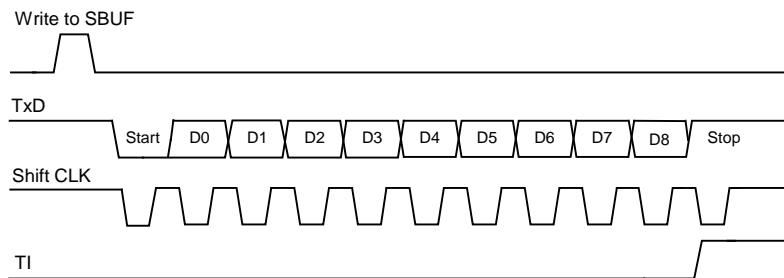 Write to SBUF
TxD
Start D0 D1 D2 D3 D4 D5 D6 D7 D8 Stop
Shift CLK
TI